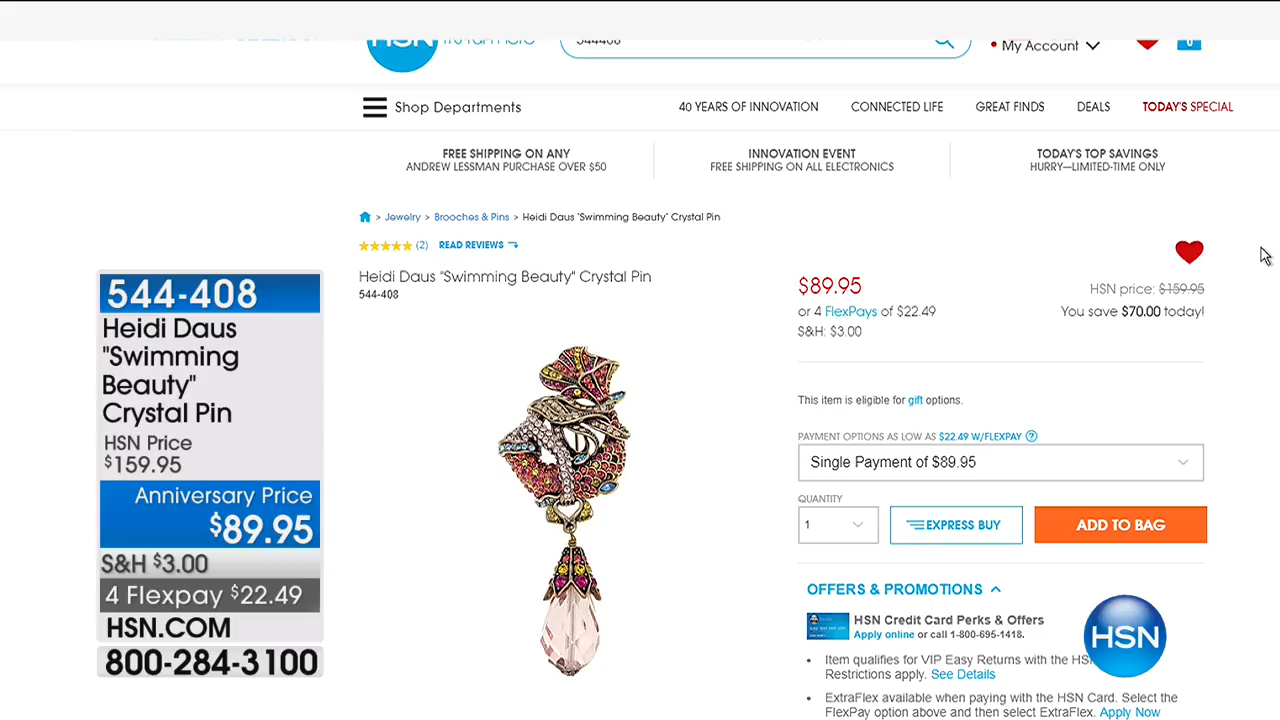 HSN
544408
My Account
Shop Departments
40 YEARS OF INNOVATION
CONNECTED LIFE
GREAT FINDS
DEALS
TODAY'S SPECIAL
FREE SHIPPING ON ANY
ANDREW LESSMAN PURCHASE OVER $50
INNOVATION EVENT
FREE SHIPPING ON ALL ELECTRONICS
TODAY'S TOP SAVINGS
HURRY—LIMITED-TIME ONLY
> Jewelry > Brooches & Pins > Heidi Daus "Swimming Beauty" Crystal Pin
(2) READ REVIEWS
Heidi Daus "Swimming Beauty" Crystal Pin
544-408
$89.95
HSN price: $159.95
or 4 FlexPays of $22.49
You save $70.00 today!
S&H: $3.00
This item is eligible for gift options.
PAYMENT OPTIONS AS LOW AS $22.49 W/FLEXPAY ?
Single Payment of $89.95
QUANTITY
1
EXPRESS BUY
ADD TO BAG
OFFERS & PROMOTIONS
HSN Credit Card Perks & Offers
Apply online or call 1-800-695-1418.
• Item qualifies for VIP Easy Returns with the
Restrictions apply. See Details
• ExtraFlex available when paying with the HSN Card. Select the
FlexPay option above and then select ExtraFlex. Apply Now
HSN
544-408
Heidi Daus
"Swimming
Beauty"
Crystal Pin
HSN Price
$159.95
Anniversary Price
$89.95
S&H $3.00
4 Flexpay $22.49
HSN.COM
800-284-3100